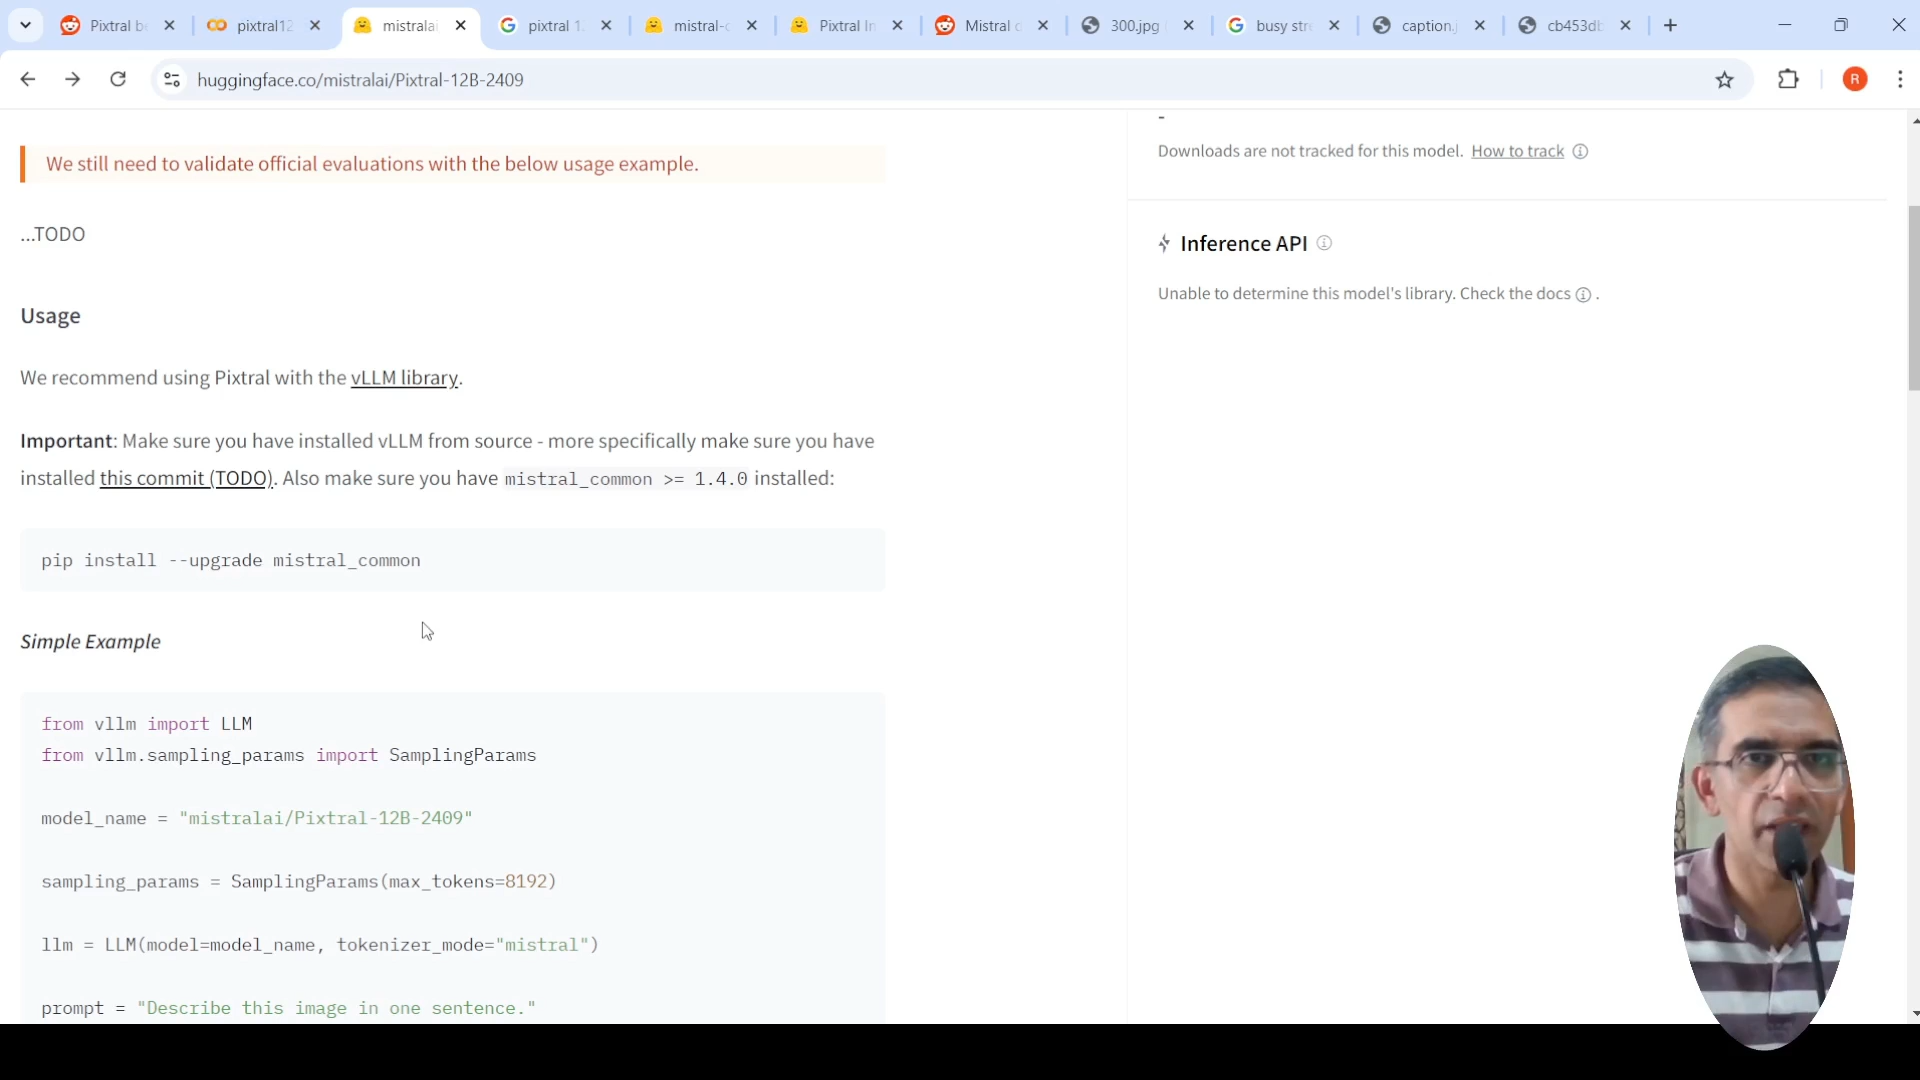 Pixtral be
pixtral12
mistralai
pixtral 1
mistral-c
Pixtral In
Mistral c
300.jpg
busy stre
caption.j
cb453db
huggingface.co/mistralai/Pixtral-12B-2409
R
We still need to validate official evaluations with the below usage example.
...TODO
Usage
We recommend using Pixtral with the vLLM library.
Important: Make sure you have installed vLLM from source - more specifically make sure you have
installed this commit (TODO). Also make sure you have mistral_common >= 1.4.0 installed:
pip install --upgrade mistral_common
Simple Example
from vllm import LLM
from vllm.sampling_params import SamplingParams
model_name = "mistralai/Pixtral-12B-2409"
sampling_params = SamplingParams(max_tokens=8192)
llm = LLM(model=model_name, tokenizer_mode="mistral")
prompt = "Describe this image in one sentence."
-
Downloads are not tracked for this model. How to track
Inference API
Unable to determine this model's library. Check the docs .